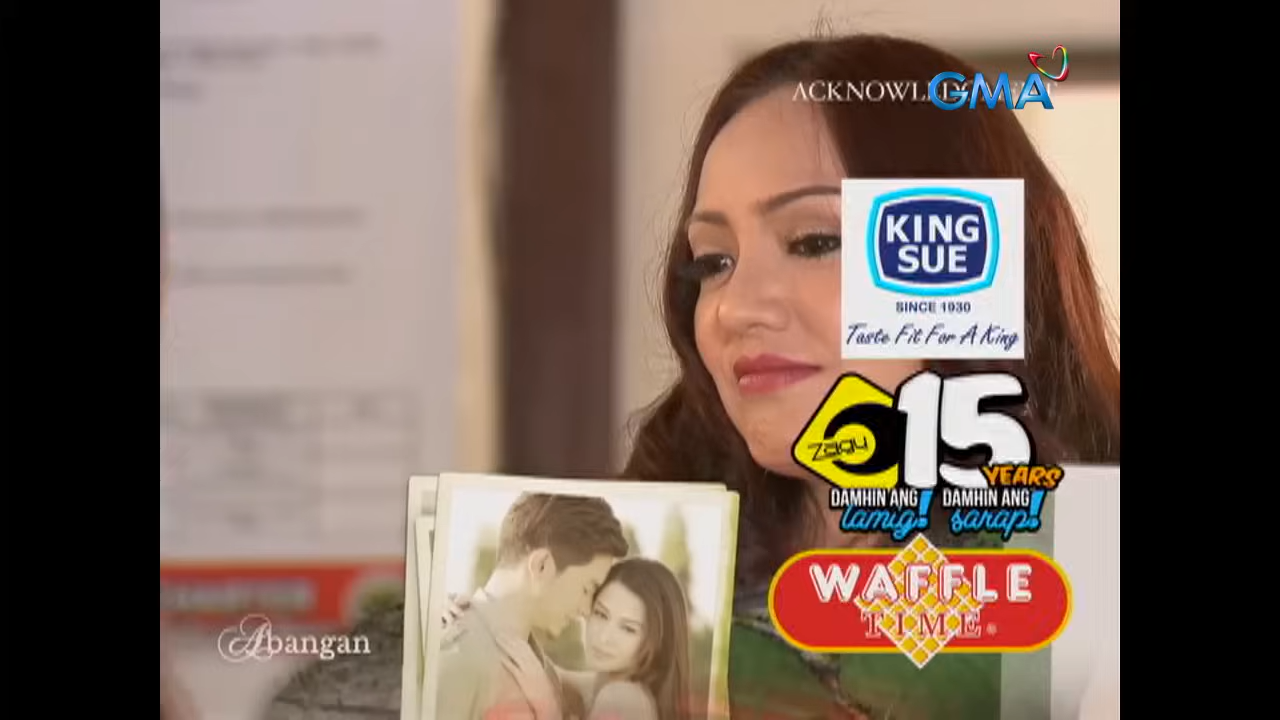 ACKNOWLEDGMENT
GMA
KING
SUE
SINCE 1930
Taste Fit For A King
zagu
15
YEARS
DAMHIN ANG DAMHIN ANG
lamig! sarap!
WAFFLE
TIME
Abangan